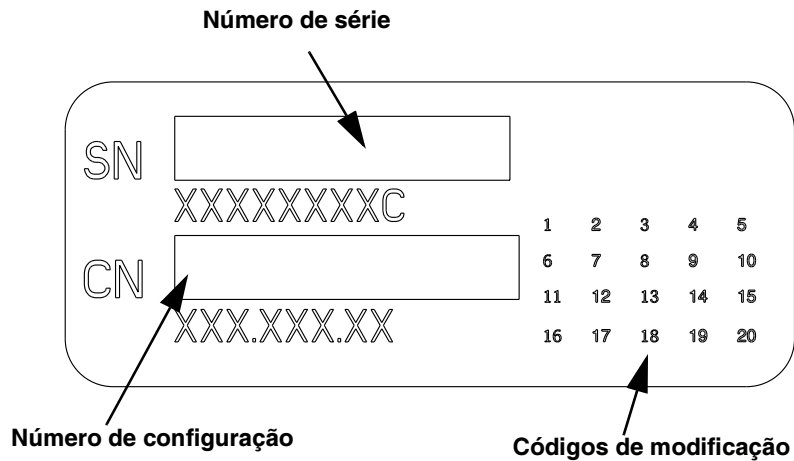 Número de série
SN
XXXXXXXXC
CN
XXX.XXX.XX
1 2 3 4 5
6 7 8 9 10
11 12 13 14 15
16 17 18 19 20
Número de configuração
Códigos de modificação